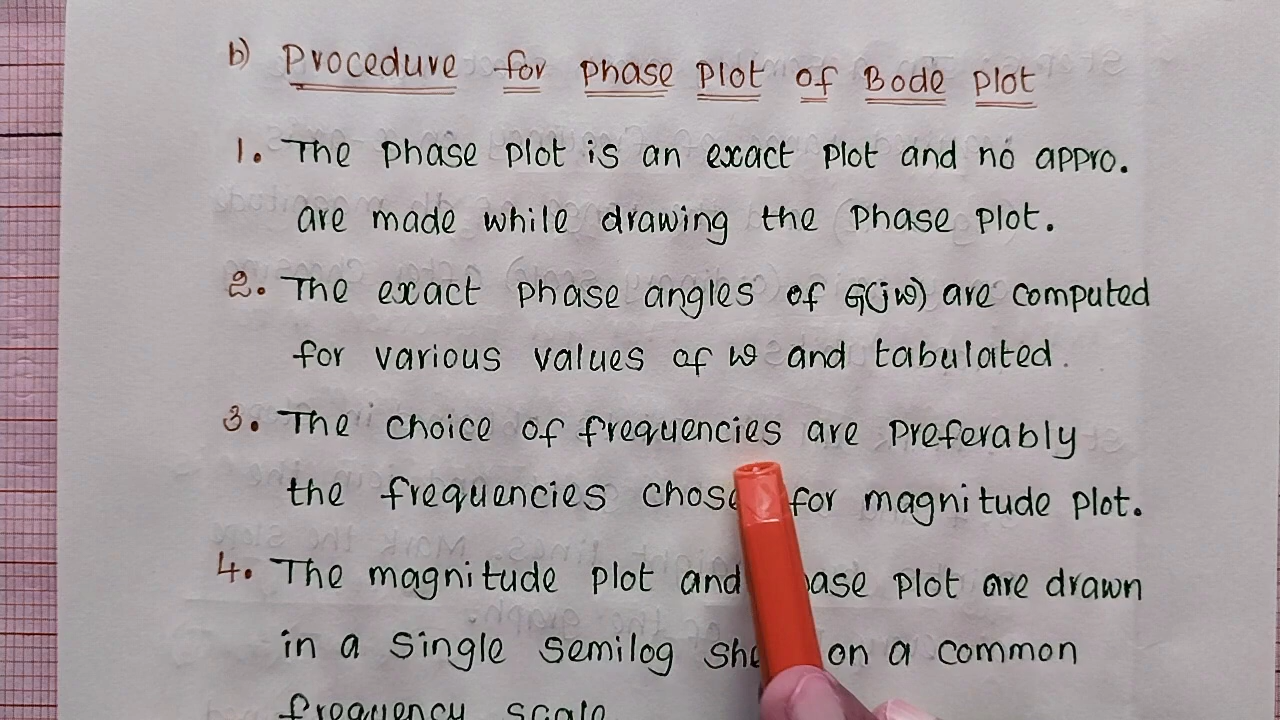 b) Procedure for phase plot of Bode plot
1. The phase plot is an exact plot and no appro.
are made while drawing the phase plot.
2. The exact phase angles of G(jω) are computed
for various values of ω and tabulated.
3. The choice of frequencies are preferably
the frequencies for magnitude plot.
4. The magnitude plot and plot are drawn
in a single semilog on a common
frequency scale